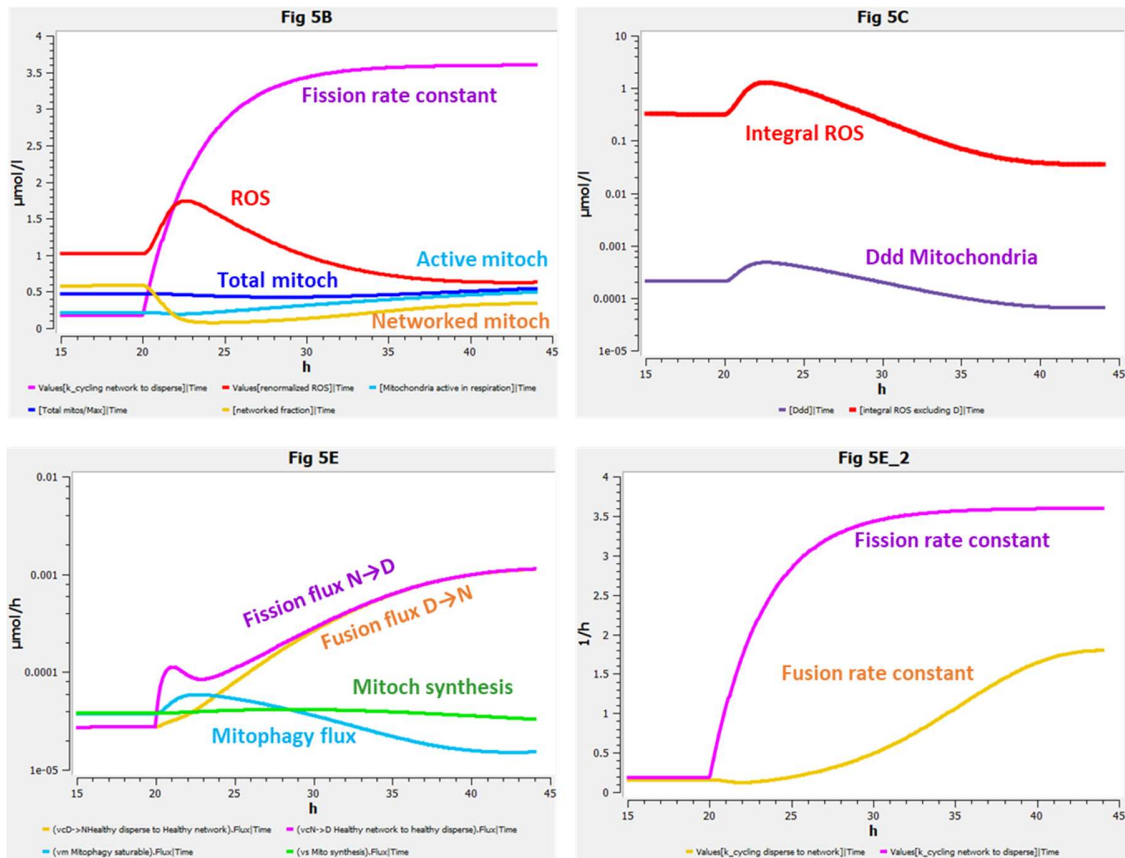 Fig 5B
4
3.5
3
2.5
2
1.5
1
0.5
0
µmol/l
Fission rate constant
ROS
Active mitoch
Total mitoch
Networked mitoch
15 20 25 30 35 40 45
h
Values[k_cycling network to disperse]|Time Values[renormalized ROS]|Time [Mitochondria active in respiration]|Time
[Total mitos/Max]|Time [networked fraction]|Time
Fig 5C
10
1
0.1
0.01
0.001
0.0001
1e-05
µmol/l
Integral ROS
Ddd Mitochondria
15 20 25 30 35 40 45
h
[Ddd]|Time [integral ROS excluding D]|Time
Fig 5E
0.01
0.001
0.0001
1e-05
µmol/h
Fission flux N→D
Fusion flux D→N
Mitoch synthesis
Mitophagy flux
15 20 25 30 35 40 45
h
(vcD->NHealthy disperse to Healthy network).Flux|Time (vcN->D Healthy network to healthy disperse).Flux|Time
(vm Mitophagy saturable).Flux|Time (vs Mito synthesis).Flux|Time
Fig 5E_2
4
3.5
3
2.5
2
1.5
1
0.5
0
1/h
Fission rate constant
Fusion rate constant
15 20 25 30 35 40 45
h
Values[k_cycling disperse to network]|Time Values[k_cycling network to disperse]|Time